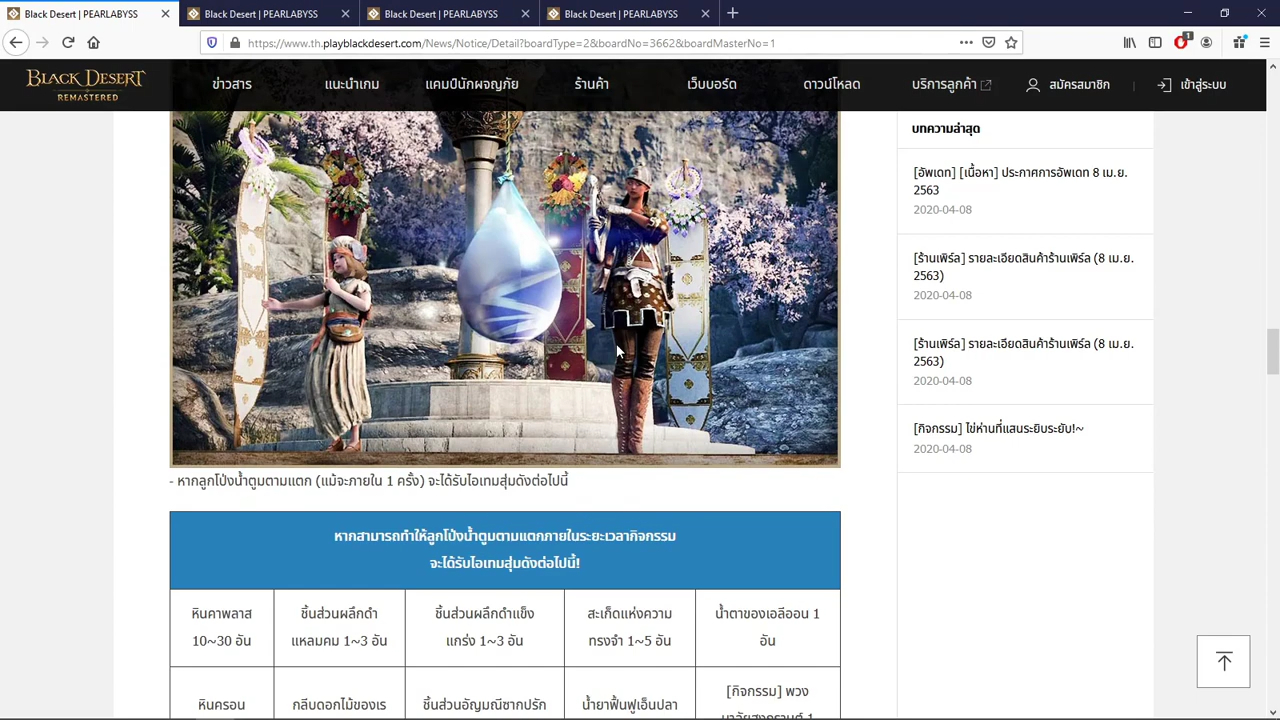 Black Desert | PEARLABYSS
Black Desert | PEARLABYSS
Black Desert | PEARLABYSS
Black Desert | PEARLABYSS
https://www.th.playblackdesert.com/News/Notice/Detail?boardType=2&boardNo=3662&boardMasterNo=1
1
BLACK DESERT
REMASTERED
ข่าวสาร
แนะนำเกม
แคมป์นักผจญภัย
ร้านค้า
เว็บบอร์ด
ดาวน์โหลด
บริการลูกค้า
สมัครสมาชิก
เข้าสู่ระบบ
บทความล่าสุด
[อัพเดท] [เนื้อหา] ประกาศการอัพเดท 8 เม.ย.
2563
2020-04-08
[ร้านเพิร์ล] รายละเอียดสินค้าร้านเพิร์ล (8 เม.ย.
2563)
2020-04-08
[ร้านเพิร์ล] รายละเอียดสินค้าร้านเพิร์ล (8 เม.ย.
2563)
2020-04-08
[กิจกรรม] ไข่ห่านที่แสนระยิบระยับ!~
2020-04-08
- หากลูกโป่งน้ำตูมตามแตก (แม้จะภายใน 1 ครั้ง) จะได้รับไอเทมสุ่มดังต่อไปนี้
หากสามารถทำให้ลูกโป่งน้ำตูมตามแตกภายในระยะเวลากิจกรรม
จะได้รับไอเทมสุ่มดังต่อไปนี้!
หินคาพลาส
10~30 อัน
ชิ้นส่วนผลึกดำ
แหลมคม 1~3 อัน
ชิ้นส่วนผลึกดำแข็ง
แกร่ง 1~3 อัน
สะเก็ดแห่งความ
ทรงจำ 1~5 อัน
น้ำตาของเอลีออน 1
อัน
หินครอน
กลีบดอกไม้ของเร
ชิ้นส่วนอัญมณีซากปรัก
น้ำยาฟื้นฟูเอ็นปลา
[กิจกรรม] พวง
มาลัยสงกรานต์ 1